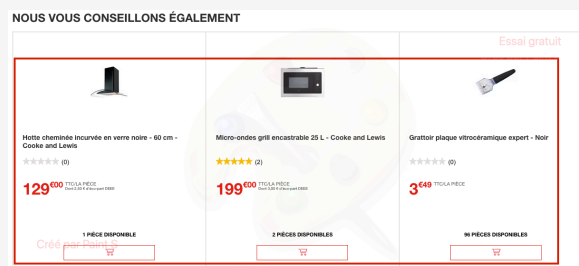 NOUS VOUS CONSEILLONS ÉGALEMENT
Essai gratuit
Hotte cheminée incurvée en verre noire - 60 cm -
Cooke and Lewis
(0)
129€00 TTC/LA PIÈCE
Micro-ondes grill encastrable 25 L - Cooke and Lewis
(2)
199€00 TTC/LA PIÈCE
Grattoir plaque vitrocéramique expert - Noir
(0)
3€49 TTC/LA PIÈCE
1 PIÈCE DISPONIBLE
2 PIÈCES DISPONIBLES
96 PIÈCES DISPONIBLES
Créé par Paint S